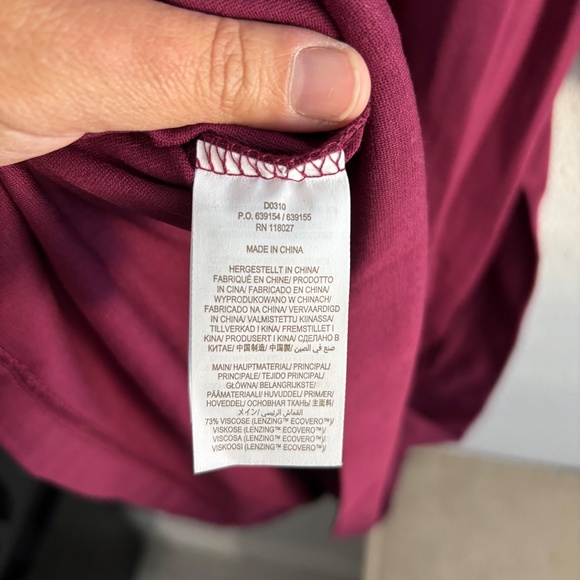 D0310
P.O. 639154 / 639155
RN 118027
MADE IN CHINA
HERGESTELLT IN CHINA/
FABRIQUÉ EN CHINE/ PRODOTTO
IN CINA/ FABRICADO EN CHINA/
WYPRODUKOWANO W CHINACH/
FABRICADO NA CHINA/ VERVAARDIGD
IN CHINA/ VALMISTETTU KIINASSA/
TILLVERKAD I KINA/ FREMSTILLET I
KINA/ PRODUSERT I KINA/ СДЕЛАНО В
КИТАЕ/ 中国制造/ 中国製/ صنع في الصين
MAIN/ HAUPTMATERIAL/ PRINCIPAL/
PRINCIPALE/ TEJIDO PRINCIPAL/
GŁÓWNA/ BELANGRIJKSTE/
PÄÄMATERIAALI/ HUVUDDEL/ PRIMÆR/
HOVEDDEL/ ОСНОВНАЯ ТКАНЬ/ 主面料/
メイン/ القماش الرئيسي/
73% VISCOSE (LENZING™ ECOVERO™)/
VISKOSE (LENZING™ ECOVERO™)/
VISCOSA (LENZING™ ECOVERO™)/
VISKOOSI (LENZING™ ECOVERO™)/